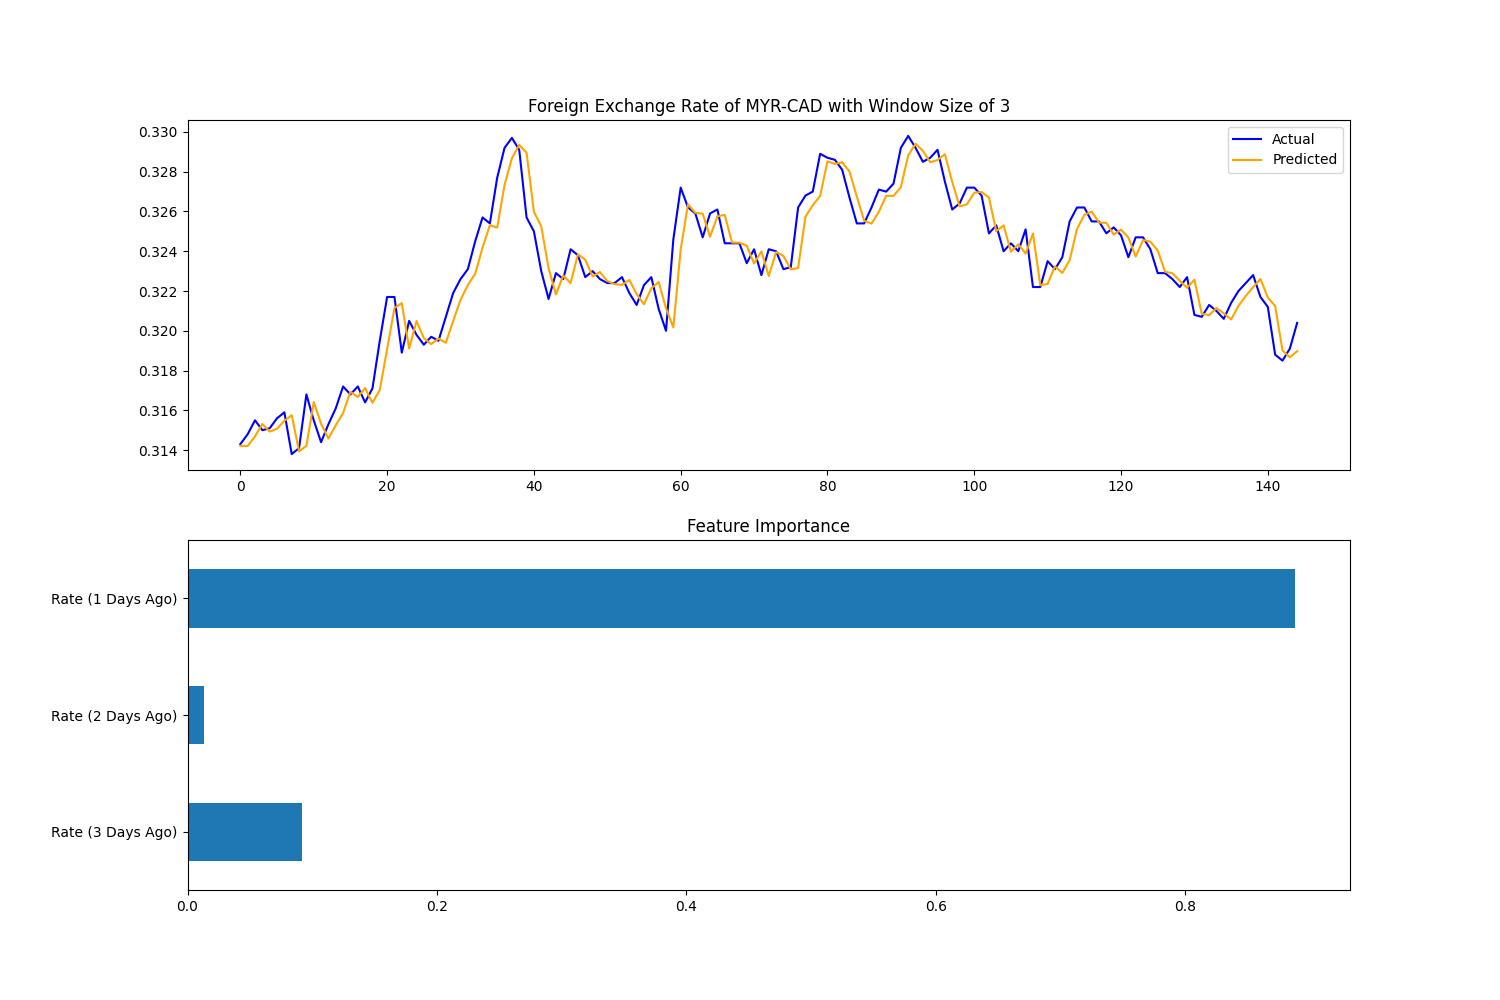 Foreign Exchange Rate of MYR-CAD with Window Size of 3
0.330
0.328
0.326
0.324
0.322
0.320
0.318
0.316
0.314
Actual
Predicted
0 20 40 60 80 100 120 140
Feature Importance
Rate (1 Days Ago)
Rate (2 Days Ago)
Rate (3 Days Ago)
0.0 0.2 0.4 0.6 0.8